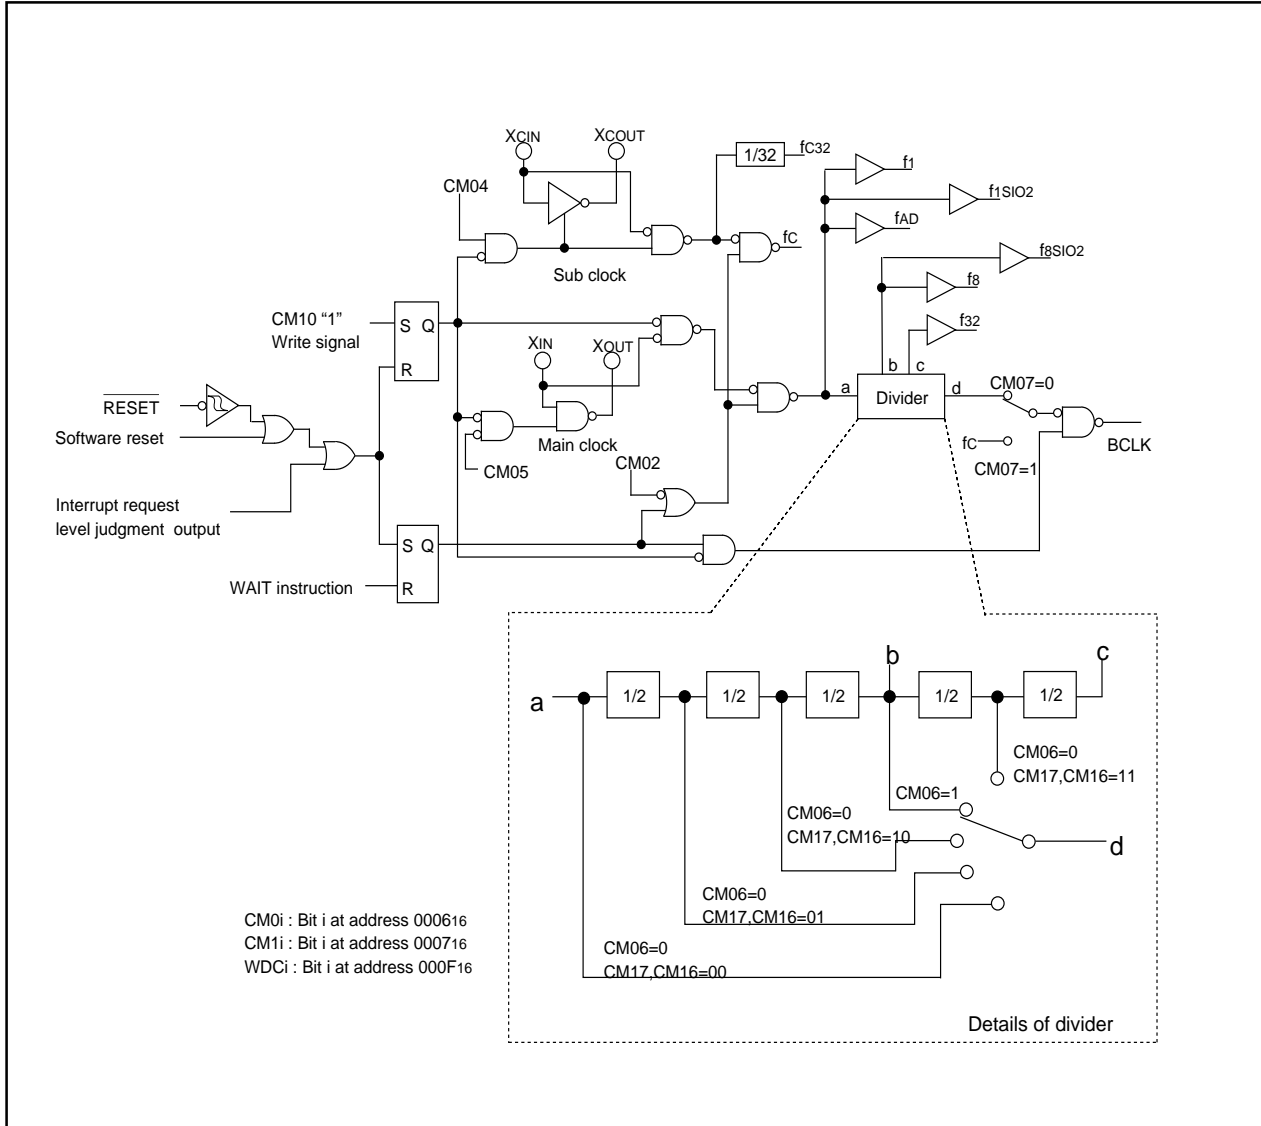 XCIN
XCOUT
1/32
fC32
f1
f1SIO2
fAD
CM04
fC
Sub clock
f8SIO2
f8
f32
CM10 “1”
Write signal
S Q
R
XIN
XOUT
b c
a
Divider
d
CM07=0
RESET
Software reset
Main clock
CM05
CM02
fC
CM07=1
BCLK
Interrupt request
level judgment output
S Q
R
WAIT instruction
a
1/2
1/2
1/2
b
1/2
1/2
c
CM06=0
CM17,CM16=11
CM06=1
CM06=0
CM17,CM16=10
d
CM06=0
CM17,CM16=01
CM06=0
CM17,CM16=00
CM0i : Bit i at address 000616
CM1i : Bit i at address 000716
WDCi : Bit i at address 000F16
Details of divider